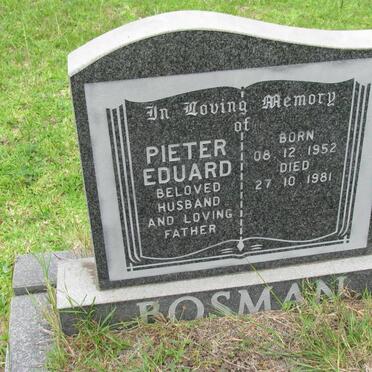 In Loving Memory
of
PIETER
EDUARD
BELOVED
HUSBAND
AND LOVING
FATHER
BORN
08.12.1952
DIED
27.10.1981
BOSMAN